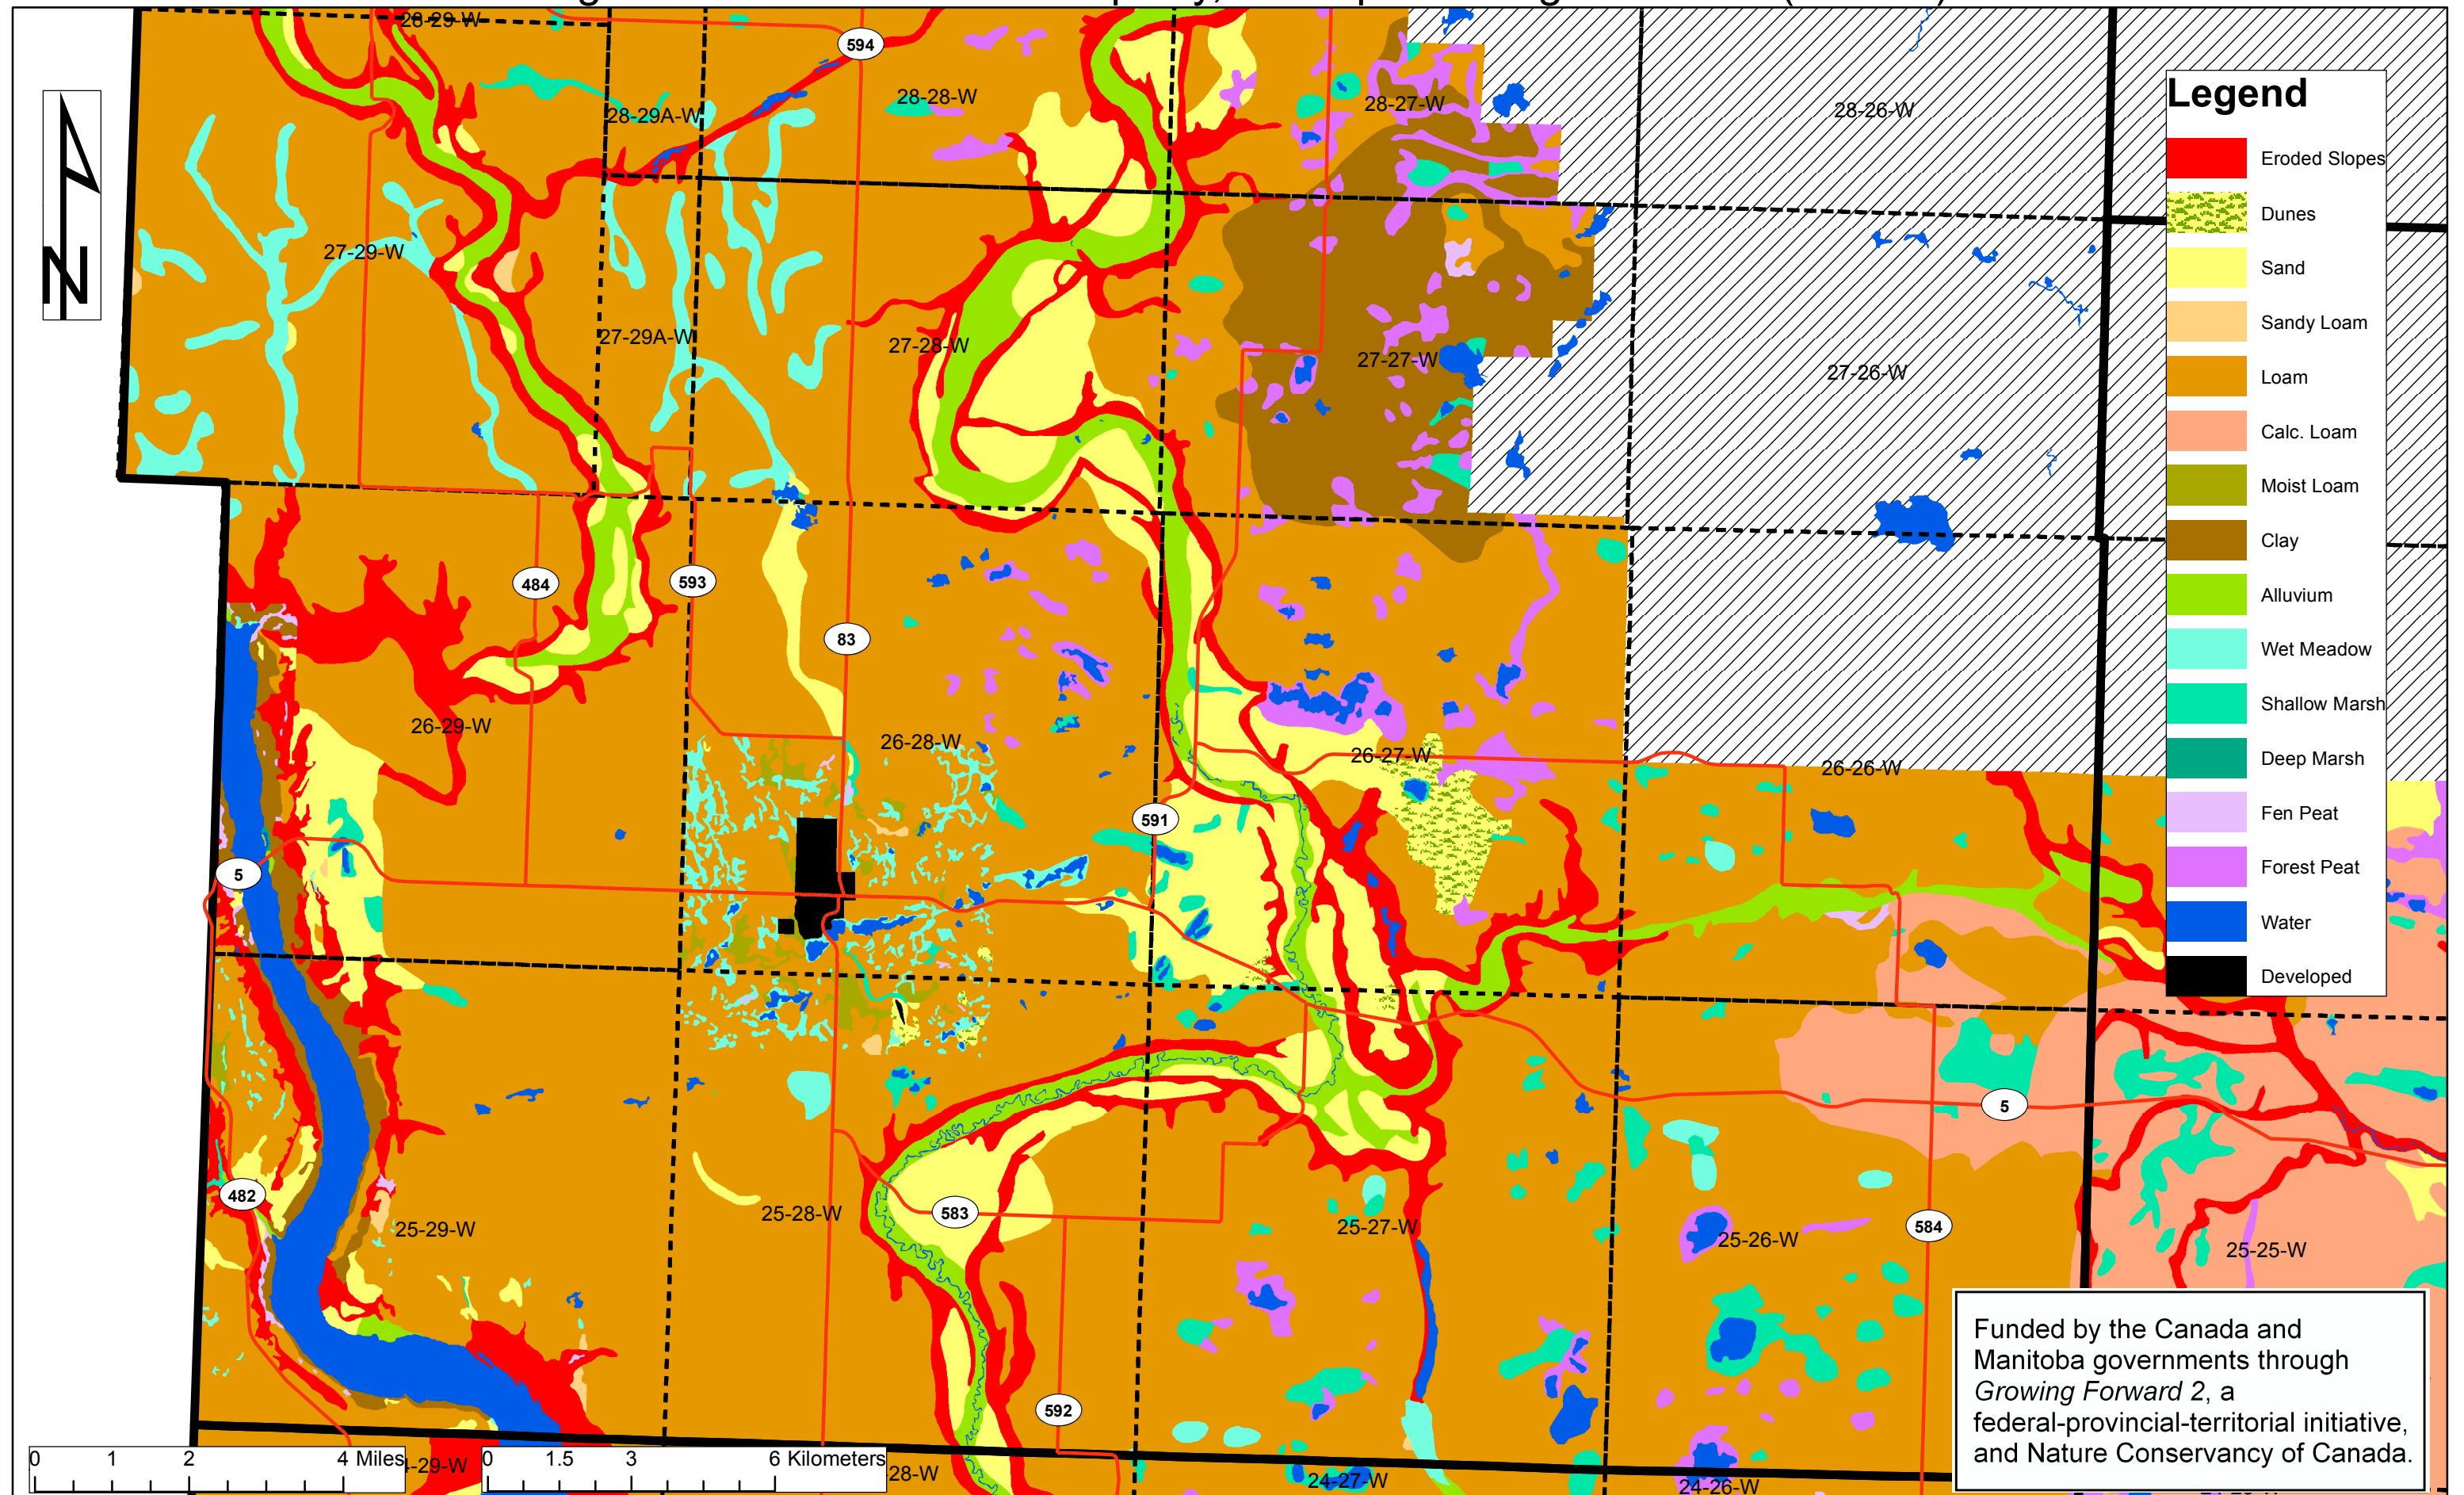 28-29-W
594
28-29A-W
28-28-W
28-27-W
28-26-W
N
27-29-W
27-29A-W
27-28-W
27-27-W
27-26-W
484
593
83
26-29-W
26-28-W
26-27-W
26-26-W
591
5
482
25-29-W
25-28-W
583
25-27-W
25-26-W
584
5
25-25-W
592
-29-W
28-W
24-27-W
24-26-W
Legend
Eroded Slopes
Dunes
Sand
Sandy Loam
Loam
Calc. Loam
Moist Loam
Clay
Alluvium
Wet Meadow
Shallow Marsh
Deep Marsh
Fen Peat
Forest Peat
Water
Developed
Funded by the Canada and
Manitoba governments through
Growing Forward 2, a
federal-provincial-territorial initiative,
and Nature Conservancy of Canada.
0 1 2 4 Miles
0 1.5 3 6 Kilometers